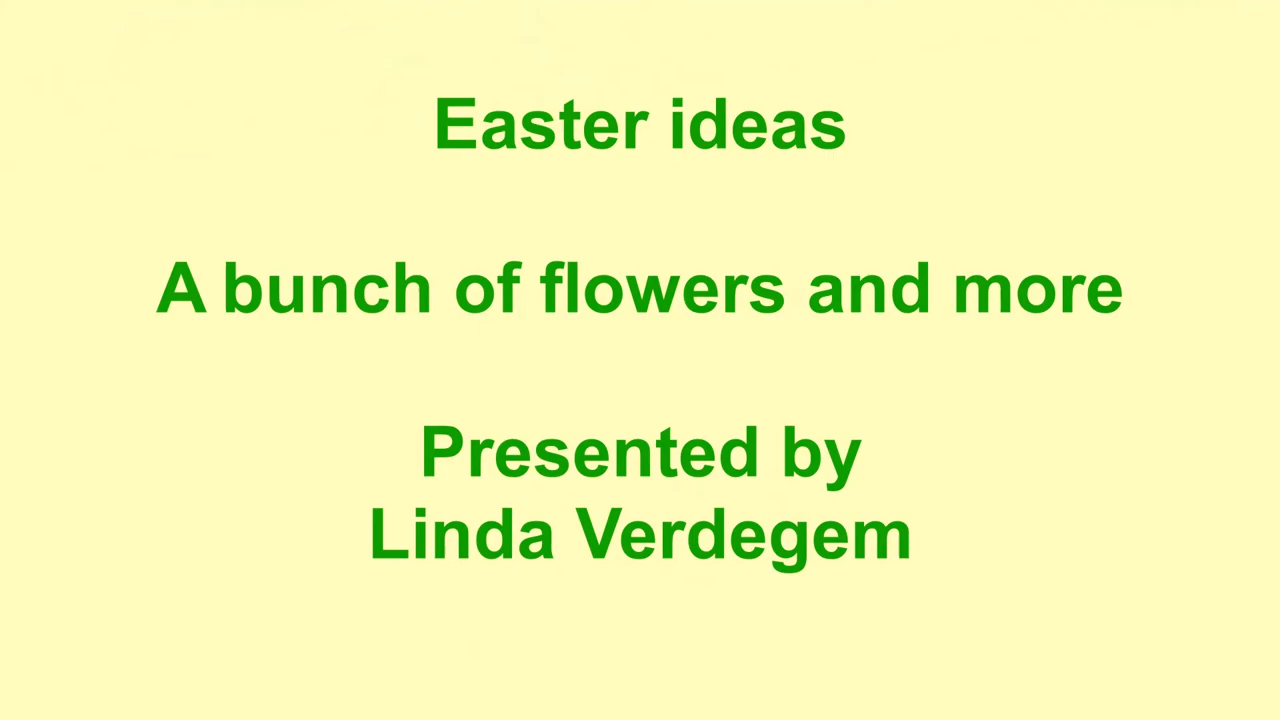 Easter ideas
A bunch of flowers and more
Presented by
Linda Verdegem